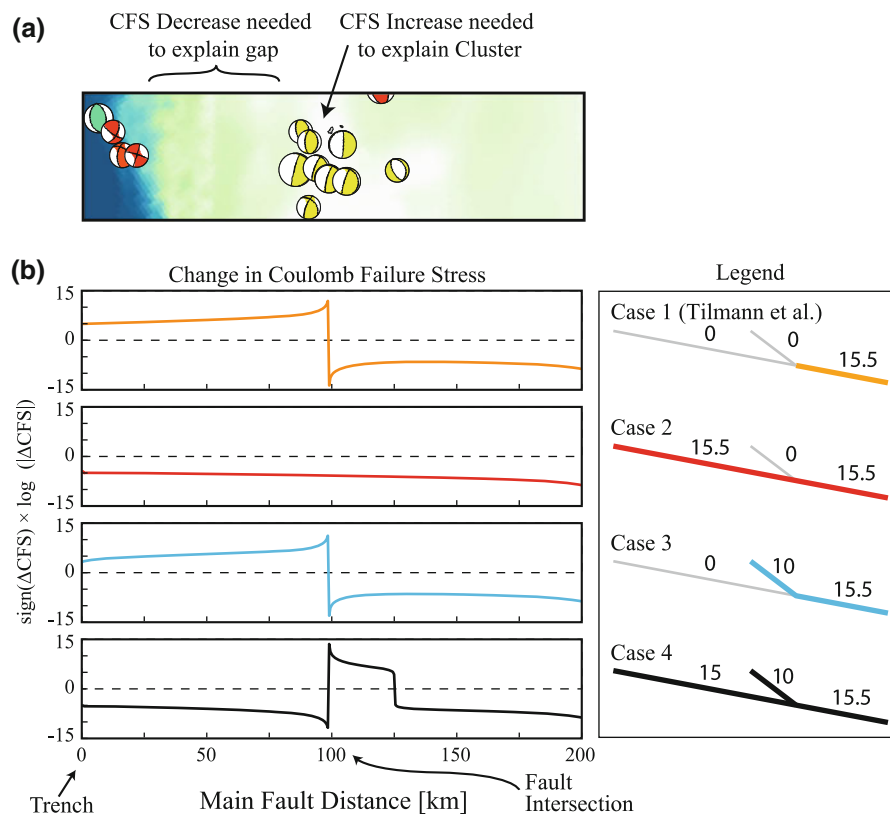 (a)
CFS Decrease needed
to explain gap
CFS Increase needed
to explain Cluster
(b)
Change in Coulomb Failure Stress
Legend
sign(ΔCFS) × log (|ΔCFS|)
15
0
-15
15
0
-15
15
0
-15
15
0
-15
0
50
100
150
200
Trench
Main Fault Distance [km]
Fault
Intersection
Case 1 (Tilmann et al.)
0
0
15.5
Case 2
15.5
0
15.5
Case 3
0
10
15.5
Case 4
15
10
15.5